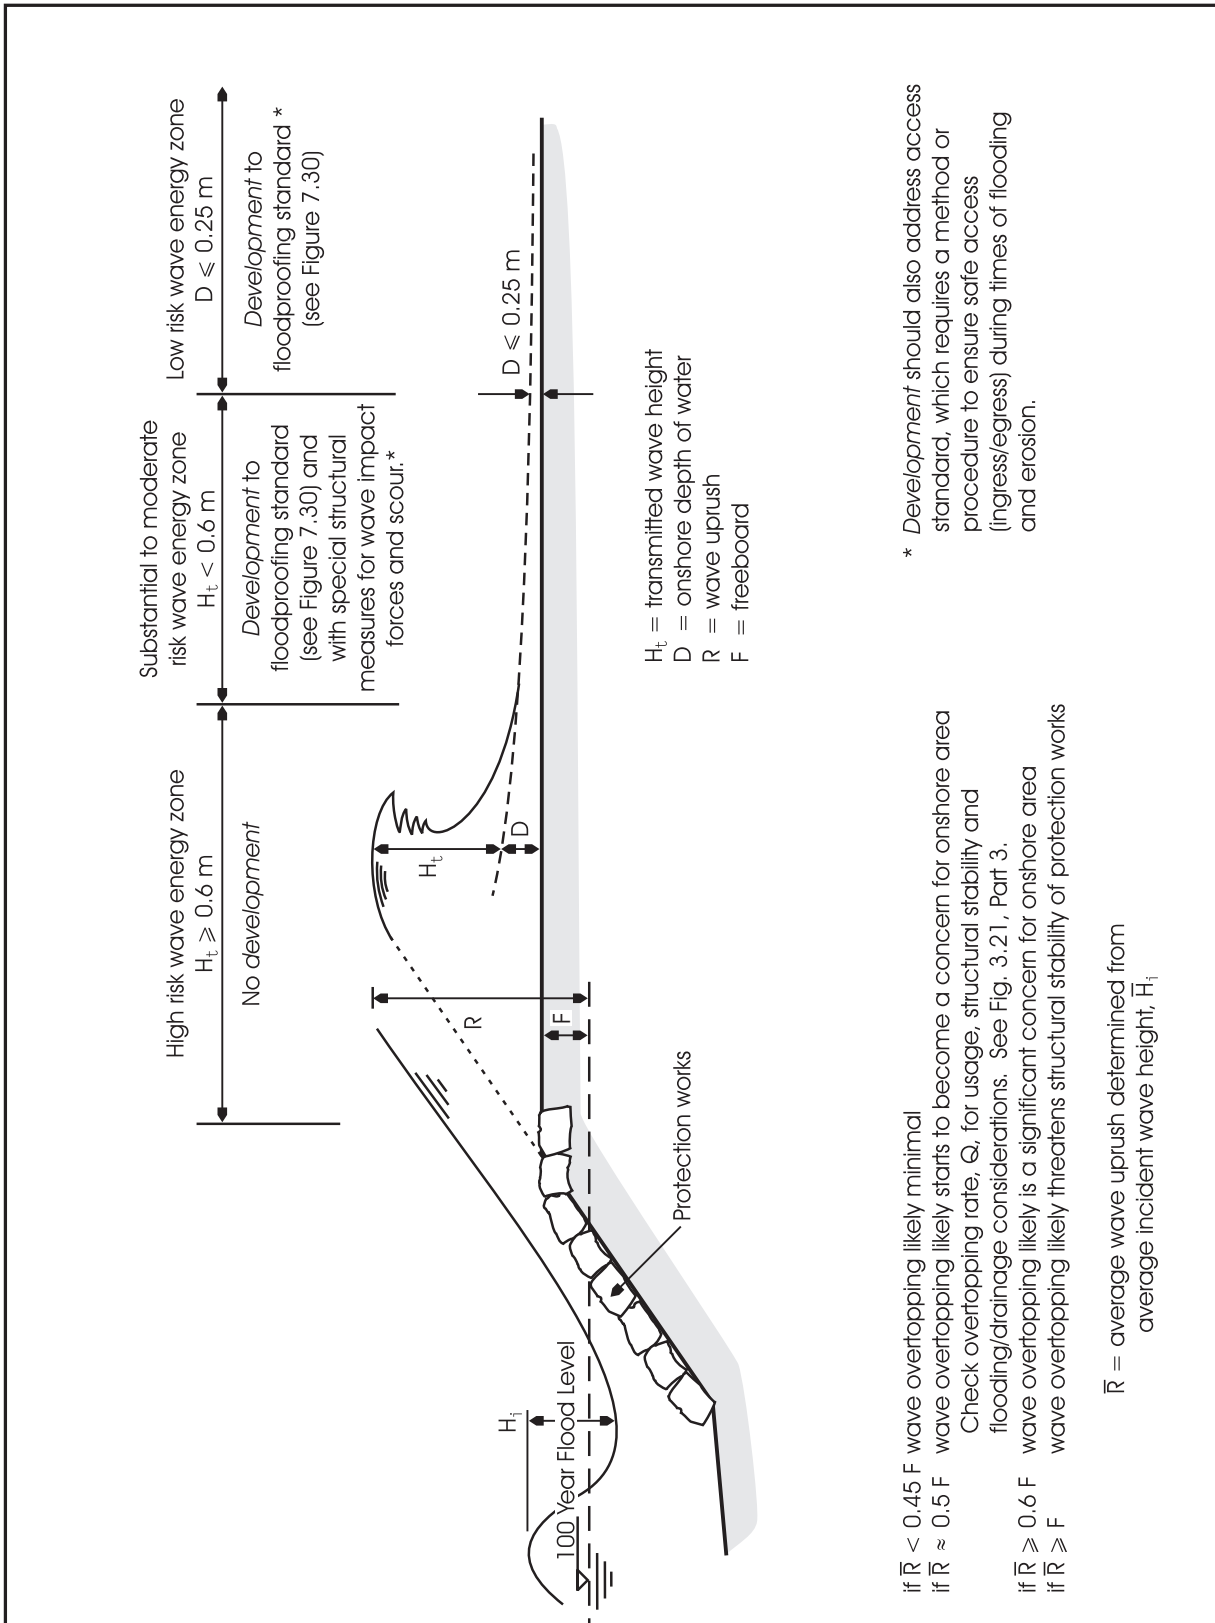 High risk wave energy zone
Hₜ ⩾ 0.6 m
No development
Substantial to moderate
risk wave energy zone
Hₜ < 0.6 m
Development to
floodproofing standard
(see Figure 7.30) and
with special structural
measures for wave impact
forces and scour.*
Low risk wave energy zone
D ⩽ 0.25 m
Development to
floodproofing standard *
(see Figure 7.30)
Hᵢ
100 Year Flood Level
R
F
Hₜ
D
D ⩽ 0.25 m
Protection works
Hₜ = transmitted wave height
D = onshore depth of water
R = wave uprush
F = freeboard
if R̅ < 0.45 F wave overtopping likely minimal
if R̅ ≈ 0.5 F wave overtopping likely starts to become a concern for onshore area
Check overtopping rate, Q, for usage, structural stability and
flooding/drainage considerations. See Fig. 3.21, Part 3.
if R̅ ⩾ 0.6 F wave overtopping likely is a significant concern for onshore area
if R̅ ⩾ F wave overtopping likely threatens structural stability of protection works
R̅ = average wave uprush determined from
average incident wave height, H̅ᵢ
* Development should also address access
standard, which requires a method or
procedure to ensure safe access
(ingress/egress) during times of flooding
and erosion.